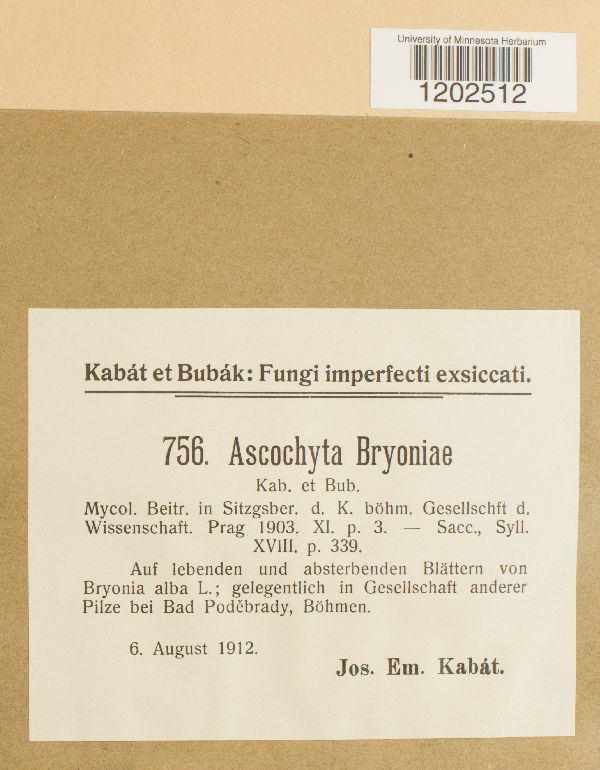 University of Minnesota Herbarium
1202512
Kabát et Bubák: Fungi imperfecti exsiccati.
756. Ascochyta Bryoniae
Kab. et Bub.
Mycol. Beitr. in Sitzgsber. d. K. böhm. Gesellschft d.
Wissenschaft. Prag 1903. XI. p. 3. — Sacc., Syll.
XVIII. p. 339.
Auf lebenden und absterbenden Blättern von
Bryonia alba L.; gelegentlich in Gesellschaft anderer
Pilze bei Bad Poděbrady, Böhmen.
6. August 1912.
Jos. Em. Kabát.